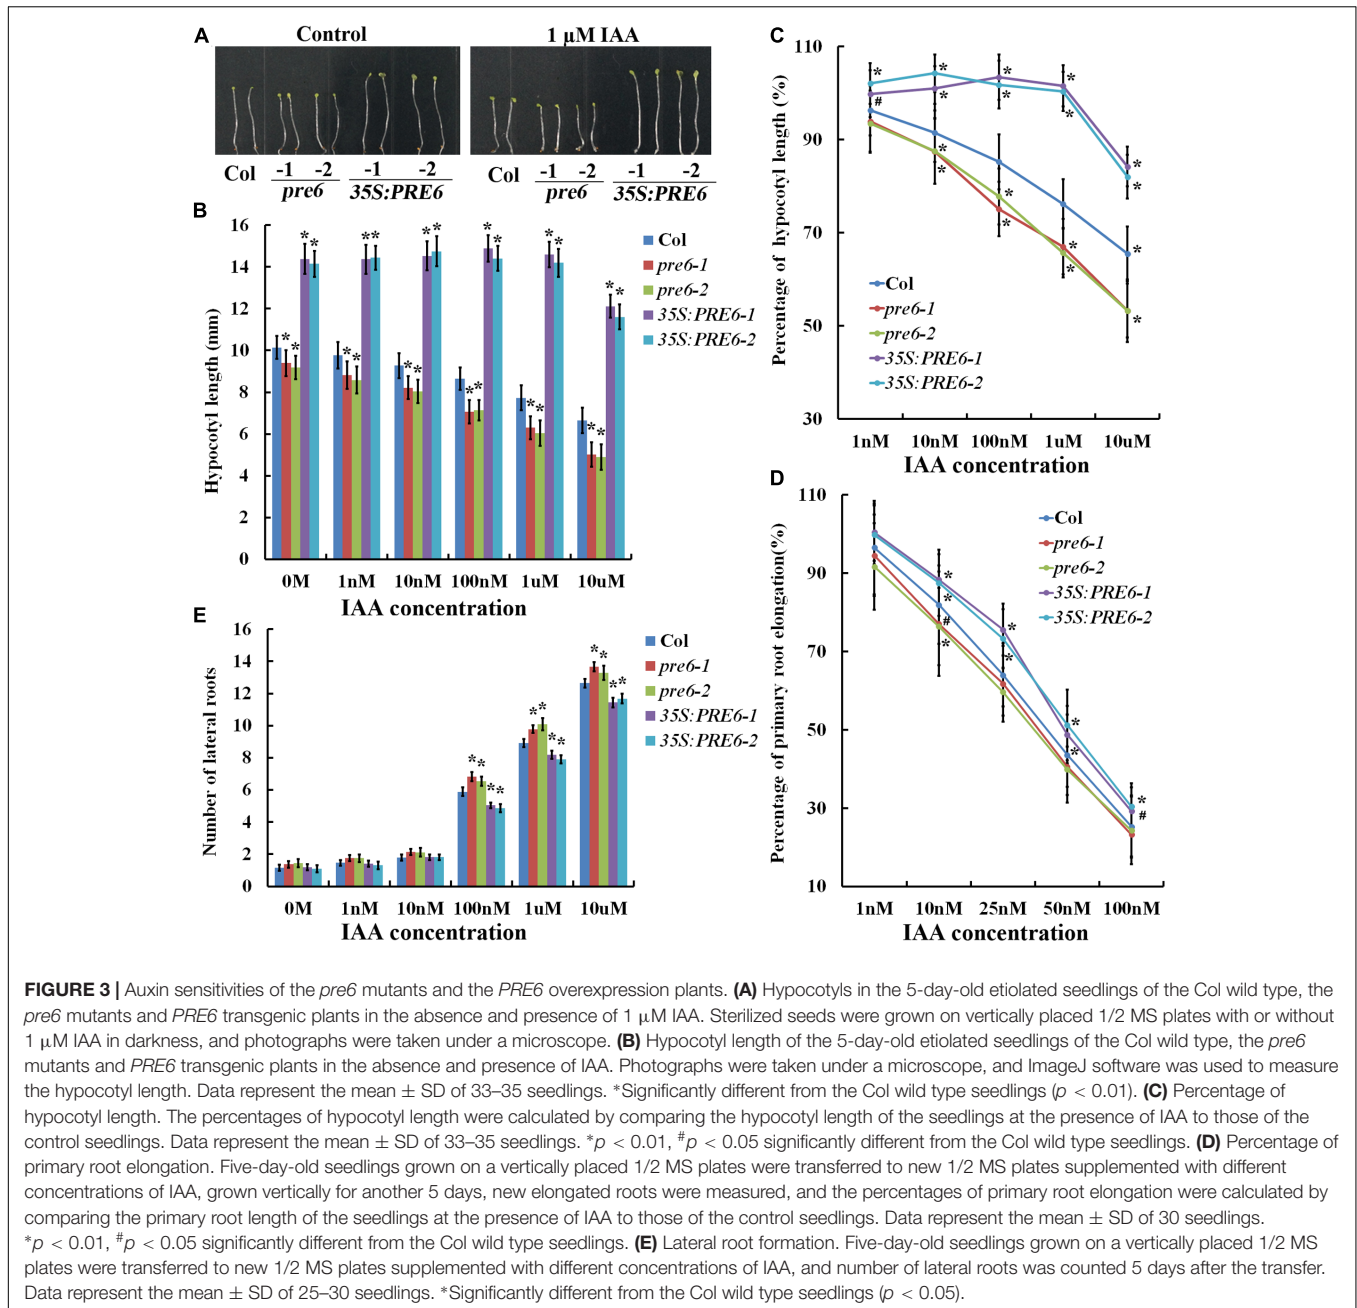 A
Control
1 µM IAA
Col
-1
-2
-1
-2
pre6
35S:PRE6
Col
-1
-2
-1
-2
pre6
35S:PRE6
B
Hypocotyl length (mm)
16
14
12
10
8
6
4
2
0
* * * * * * ** * * * * * * * * * * * * * * * *
Col
pre6-1
pre6-2
35S:PRE6-1
35S:PRE6-2
0M 1nM 10nM 100nM 1uM 10uM
IAA concentration
C
Percentage of hypocotyl length (%)
110
90
70
50
30
* # * * * * * * * * * * * * * * * *
Col
pre6-1
pre6-2
35S:PRE6-1
35S:PRE6-2
1nM 10nM 100nM 1uM 10uM
IAA concentration
D
Percentage of primary root elongation(%)
110
90
70
50
30
10
* * # * * * * * * #
Col
pre6-1
pre6-2
35S:PRE6-1
35S:PRE6-2
1nM 10nM 25nM 50nM 100nM
IAA concentration
E
Number of lateral roots
16
14
12
10
8
6
4
2
0
* * * * * * * * * * * *
Col
pre6-1
pre6-2
35S:PRE6-1
35S:PRE6-2
0M 1nM 10nM 100nM 1uM 10uM
IAA concentration
FIGURE 3 | Auxin sensitivities of the pre6 mutants and the PRE6 overexpression plants. (A) Hypocotyls in the 5-day-old etiolated seedlings of the Col wild type, the
pre6 mutants and PRE6 transgenic plants in the absence and presence of 1 µM IAA. Sterilized seeds were grown on vertically placed 1/2 MS plates with or without
1 µM IAA in darkness, and photographs were taken under a microscope. (B) Hypocotyl length of the 5-day-old etiolated seedlings of the Col wild type, the pre6
mutants and PRE6 transgenic plants in the absence and presence of IAA. Photographs were taken under a microscope, and ImageJ software was used to measure
the hypocotyl length. Data represent the mean ± SD of 33–35 seedlings. *Significantly different from the Col wild type seedlings (p < 0.01). (C) Percentage of
hypocotyl length. The percentages of hypocotyl length were calculated by comparing the hypocotyl length of the seedlings at the presence of IAA to those of the
control seedlings. Data represent the mean ± SD of 33–35 seedlings. *p < 0.01, #p < 0.05 significantly different from the Col wild type seedlings. (D) Percentage of
primary root elongation. Five-day-old seedlings grown on a vertically placed 1/2 MS plates were transferred to new 1/2 MS plates supplemented with different
concentrations of IAA, grown vertically for another 5 days, new elongated roots were measured, and the percentages of primary root elongation were calculated by
comparing the primary root length of the seedlings at the presence of IAA to those of the control seedlings. Data represent the mean ± SD of 30 seedlings.
*p < 0.01, #p < 0.05 significantly different from the Col wild type seedlings. (E) Lateral root formation. Five-day-old seedlings grown on a vertically placed 1/2 MS
plates were transferred to new 1/2 MS plates supplemented with different concentrations of IAA, and number of lateral roots was counted 5 days after the transfer.
Data represent the mean ± SD of 25–30 seedlings. *Significantly different from the Col wild type seedlings (p < 0.05).